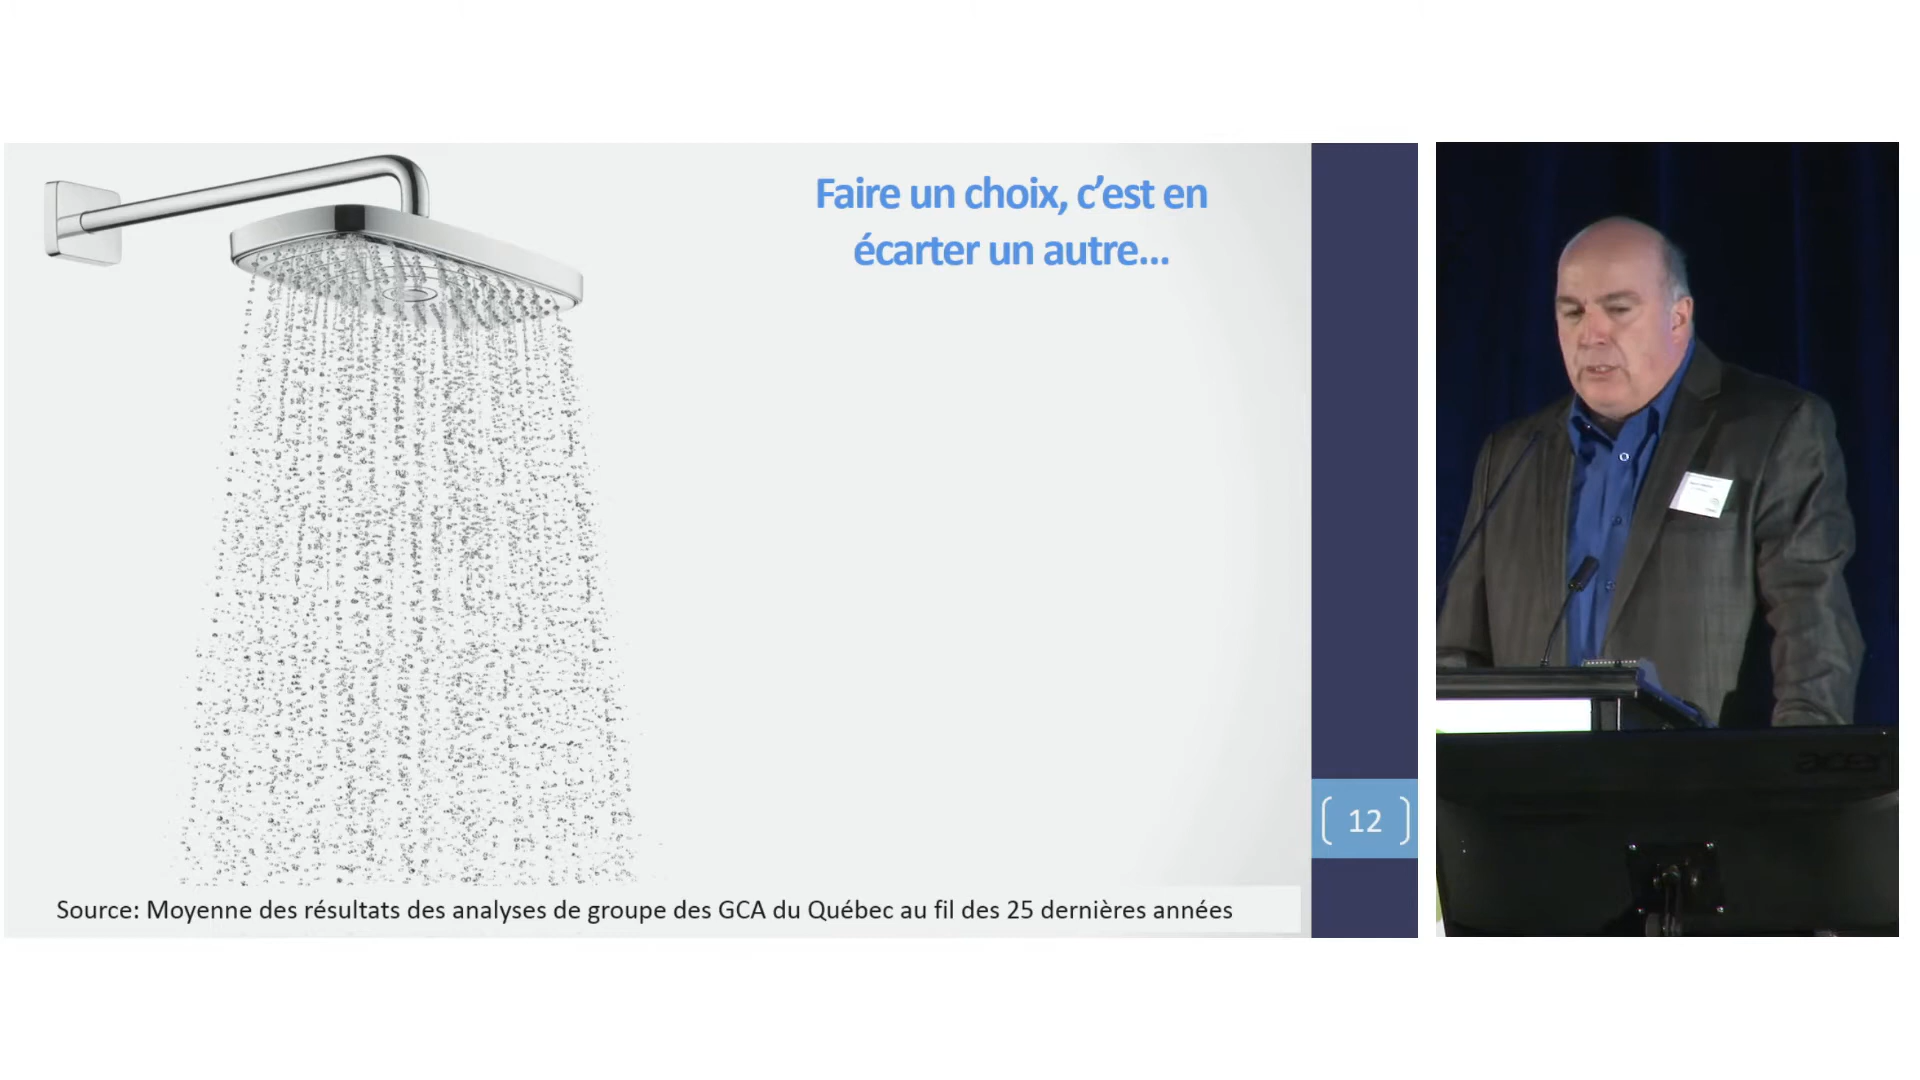 Faire un choix, c’est en
écarter un autre...
12
Source: Moyenne des résultats des analyses de groupe des GCA du Québec au fil des 25 dernières années
acer